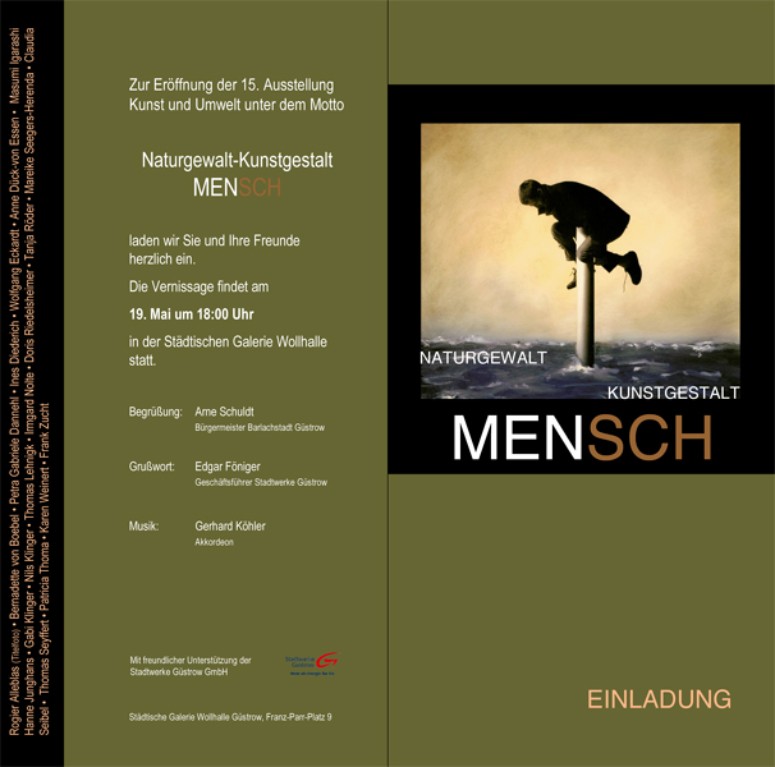 Rogier Alleblas (Titelfoto) • Bernadette von Boebel • Petra Gabriele Dannehl • Ines Diederich • Wolfgang Eckardt • Anne Dück-von Essen • Masumi Igarashi
Hanne Junghans • Gabi Klinger • Nils Klinger • Thomas Lehnigk • Irmgard Nolte • Doris Riedelsheimer • Tanja Röder • Mareike Seegers-Herenda • Claudia
Seibel • Thomas Seyffert • Patricia Thoma • Karen Weinert • Frank Zucht
Zur Eröffnung der 15. Ausstellung
Kunst und Umwelt unter dem Motto
Naturgewalt-Kunstgestalt
MENSCH
laden wir Sie und Ihre Freunde
herzlich ein.
Die Vernissage findet am
19. Mai um 18:00 Uhr
in der Städtischen Galerie Wollhalle
statt.
Begrüßung: Arne Schuldt
Bürgermeister Barlachstadt Güstrow
Grußwort: Edgar Föniger
Geschäftsführer Stadtwerke Güstrow
Musik: Gerhard Köhler
Akkordeon
Mit freundlicher Unterstützung der
Stadtwerke Güstrow GmbH
Stadtwerke
Güstrow
Städtische Galerie Wollhalle Güstrow, Franz-Parr-Platz 9
NATURGEWALT
KUNSTGESTALT
MENSCH
EINLADUNG